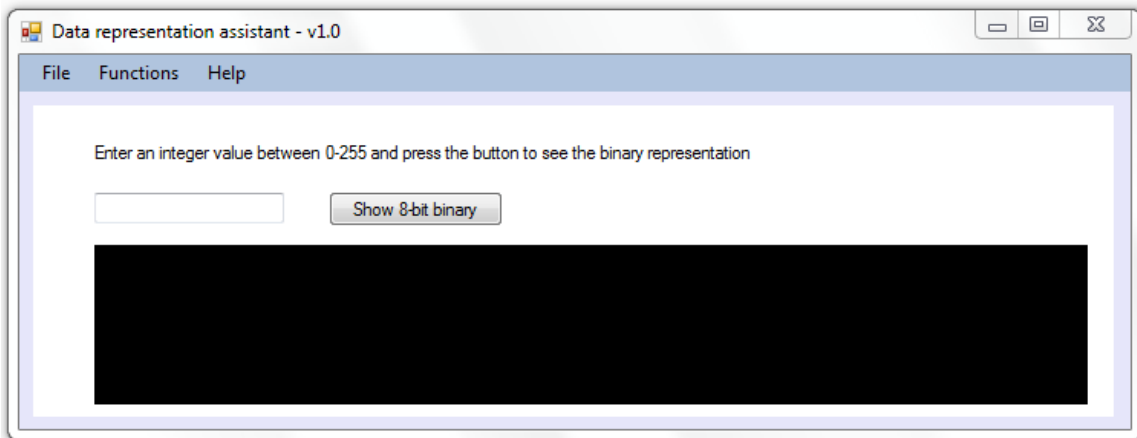 Data representation assistant - v1.0
File Functions Help
Enter an integer value between 0-255 and press the button to see the binary representation
Show 8-bit binary